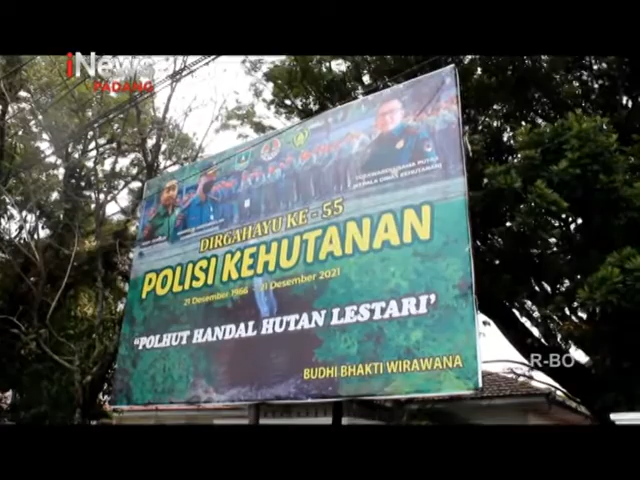 iNews
PADANG
DIRGAHAYU KE - 55
POLISI KEHUTANAN
21 Desember 1966 - 21 Desember 2021
"POLHUT HANDAL HUTAN LESTARI'
BUDHI BHAKTI WIRAWANA
R-BO